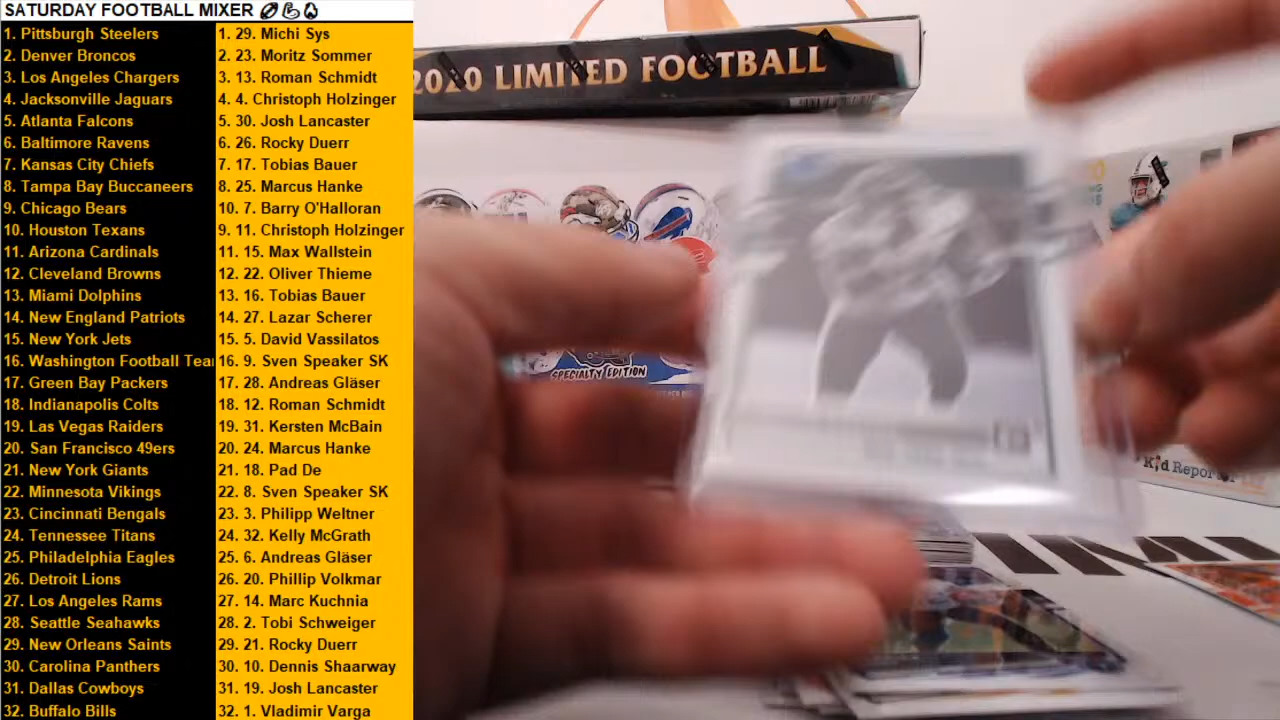 SATURDAY FOOTBALL MIXER 🏈💪🔥
1. Pittsburgh Steelers
2. Denver Broncos
3. Los Angeles Chargers
4. Jacksonville Jaguars
5. Atlanta Falcons
6. Baltimore Ravens
7. Kansas City Chiefs
8. Tampa Bay Buccaneers
9. Chicago Bears
10. Houston Texans
11. Arizona Cardinals
12. Cleveland Browns
13. Miami Dolphins
14. New England Patriots
15. New York Jets
16. Washington Football Tea
17. Green Bay Packers
18. Indianapolis Colts
19. Las Vegas Raiders
20. San Francisco 49ers
21. New York Giants
22. Minnesota Vikings
23. Cincinnati Bengals
24. Tennessee Titans
25. Philadelphia Eagles
26. Detroit Lions
27. Los Angeles Rams
28. Seattle Seahawks
29. New Orleans Saints
30. Carolina Panthers
31. Dallas Cowboys
32. Buffalo Bills
1. 29. Michi Sys
2. 23. Moritz Sommer
3. 13. Roman Schmidt
4. 4. Christoph Holzinger
5. 30. Josh Lancaster
6. 26. Rocky Duerr
7. 17. Tobias Bauer
8. 25. Marcus Hanke
10. 7. Barry O'Halloran
9. 11. Christoph Holzinger
11. 15. Max Wallstein
12. 22. Oliver Thieme
13. 16. Tobias Bauer
14. 27. Lazar Scherer
15. 5. David Vassilatos
16. 9. Sven Speaker SK
17. 28. Andreas Gläser
18. 12. Roman Schmidt
19. 31. Kersten McBain
20. 24. Marcus Hanke
21. 18. Pad De
22. 8. Sven Speaker SK
23. 3. Philipp Weltner
24. 32. Kelly McGrath
25. 6. Andreas Gläser
26. 20. Phillip Volkmar
27. 14. Marc Kuchnia
28. 2. Tobi Schweiger
29. 21. Rocky Duerr
30. 10. Dennis Shaarway
31. 19. Josh Lancaster
32. 1. Vladimir Varga
2020 LIMITED FOOTBALL
SPECIALTY EDITION
Kid Reporter